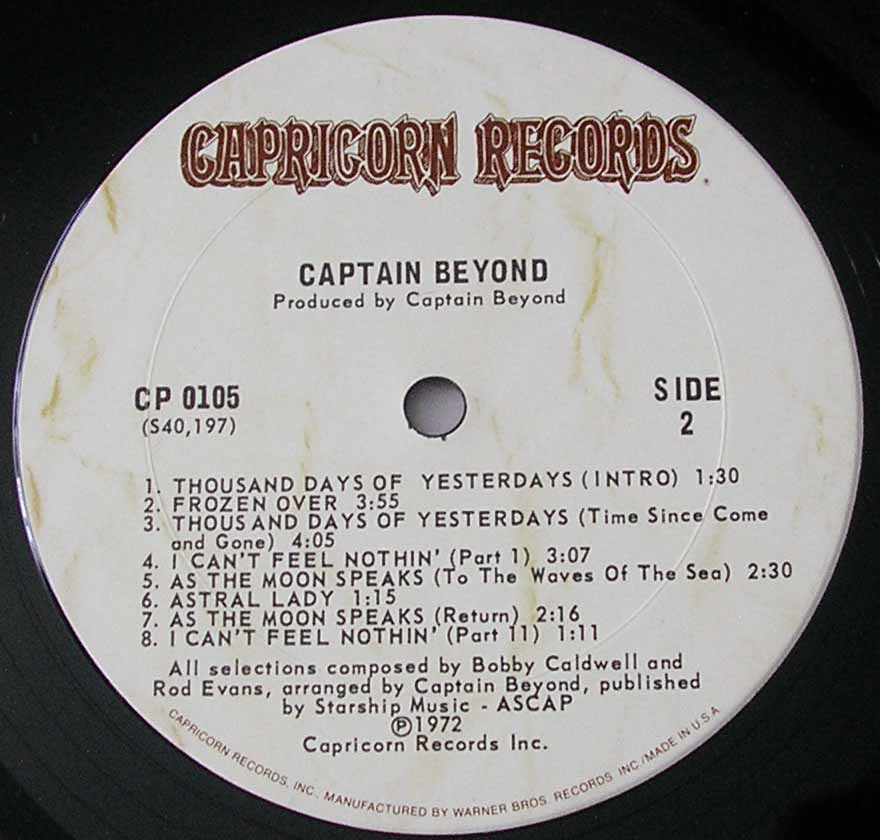 CAPRICORN RECORDS
CAPTAIN BEYOND
Produced by Captain Beyond
CP 0105
(S40,197)
SIDE
2
1. THOUSAND DAYS OF YESTERDAYS (INTRO) 1:30
2. FROZEN OVER 3:55
3. THOUSAND DAYS OF YESTERDAYS (Time Since Come
and Gone) 4:05
4. I CAN'T FEEL NOTHIN' (Part 1) 3:07
5. AS THE MOON SPEAKS (To The Waves Of The Sea) 2:30
6. ASTRAL LADY 1:15
7. AS THE MOON SPEAKS (Return) 2:16
8. I CAN'T FEEL NOTHIN' (Part 11) 1:11
All selections composed by Bobby Caldwell and
Rod Evans, arranged by Captain Beyond, published
by Starship Music - ASCAP
℗1972
Capricorn Records Inc.
CAPRICORN RECORDS, INC., MANUFACTURED BY WARNER BROS. RECORDS INC./MADE IN U.S.A